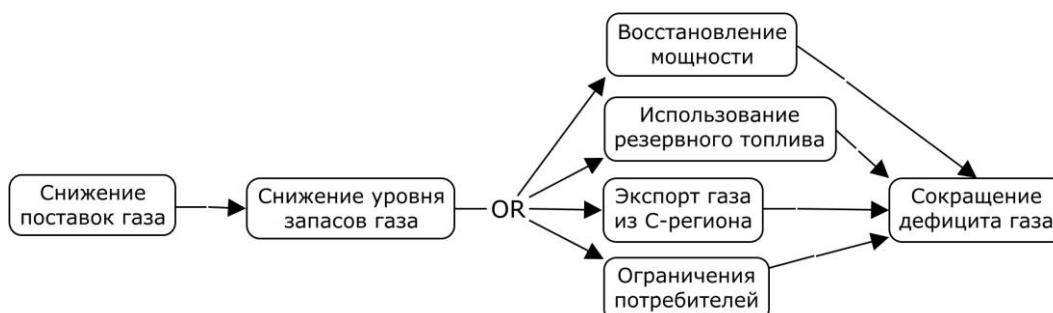 Снижение
поставок газа
Снижение уровня
запасов газа
OR
Восстановление
мощности
Использование
резервного топлива
Экспорт газа
из С-региона
Ограничения
потребителей
Сокращение
дефицита газа